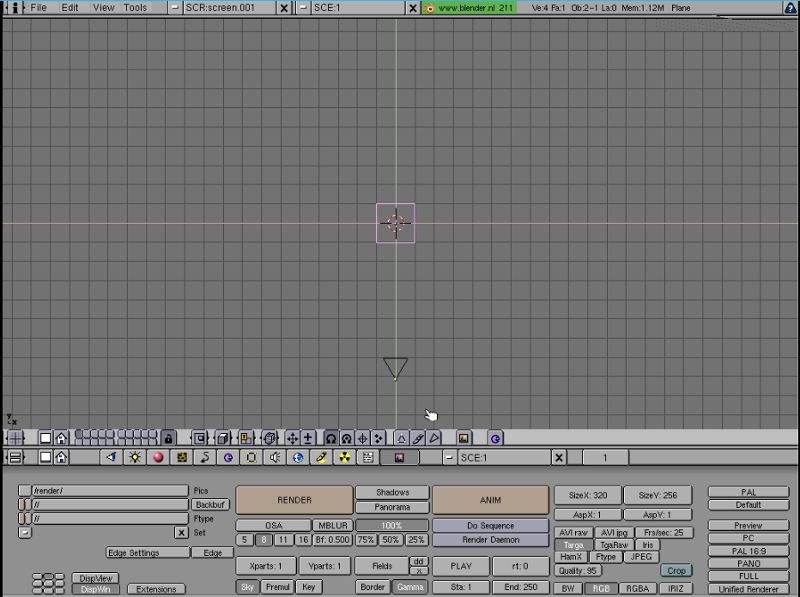 File Edit View Tools SCR:screen.001 SCE:1 www.blender.nl 211 Ve:4 Fa:1 Ob:2-1 La:0 Mem:1.12M Plane
Y
X
SCE:1 1
/render/ Pics
// Backbuf
// Ftype
Set
Edge Settings Edge
DispView
DispWin Extensions
RENDER
OSA MBLUR
5 8 11 16 Bf: 0.500
Xparts: 1 Yparts: 1
Sky Premul Key
Shadows
Panorama
100%
75% 50% 25%
Fields dd
x
Border Gamma
ANIM
Do Sequence
Render Daemon
PLAY rt: 0
Sta: 1 End: 250
SizeX: 320 SizeY: 256
AspX: 1 AspY: 1
AVI raw AVI jpg Frs/sec: 25
Targa TgaRaw Iris
HamX Ftype JPEG
Quality: 95 Crop
BW RGB RGBA IRIZ
PAL
Default
Preview
PC
PAL 16:9
PANO
FULL
Unified Renderer